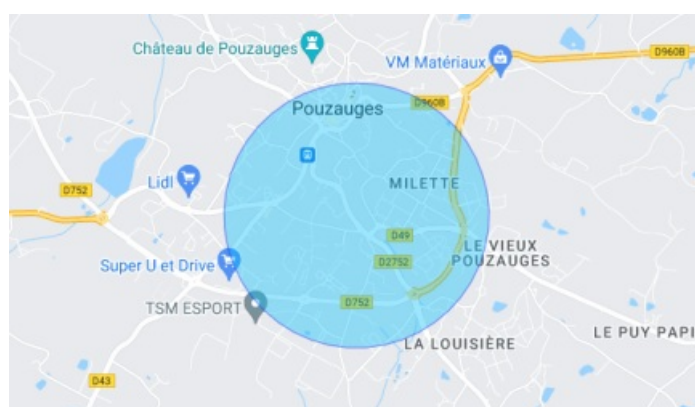 Château de Pouzauges
D960B
VM Matériaux
Pouzauges
D960B
Lidl
MILETTE
D752
D49
LE VIEUX
POUZAUGES
D2752
Super U et Drive
D752
TSM ESPORT
LE PUY PAPI
LA LOUISIÈRE
D43